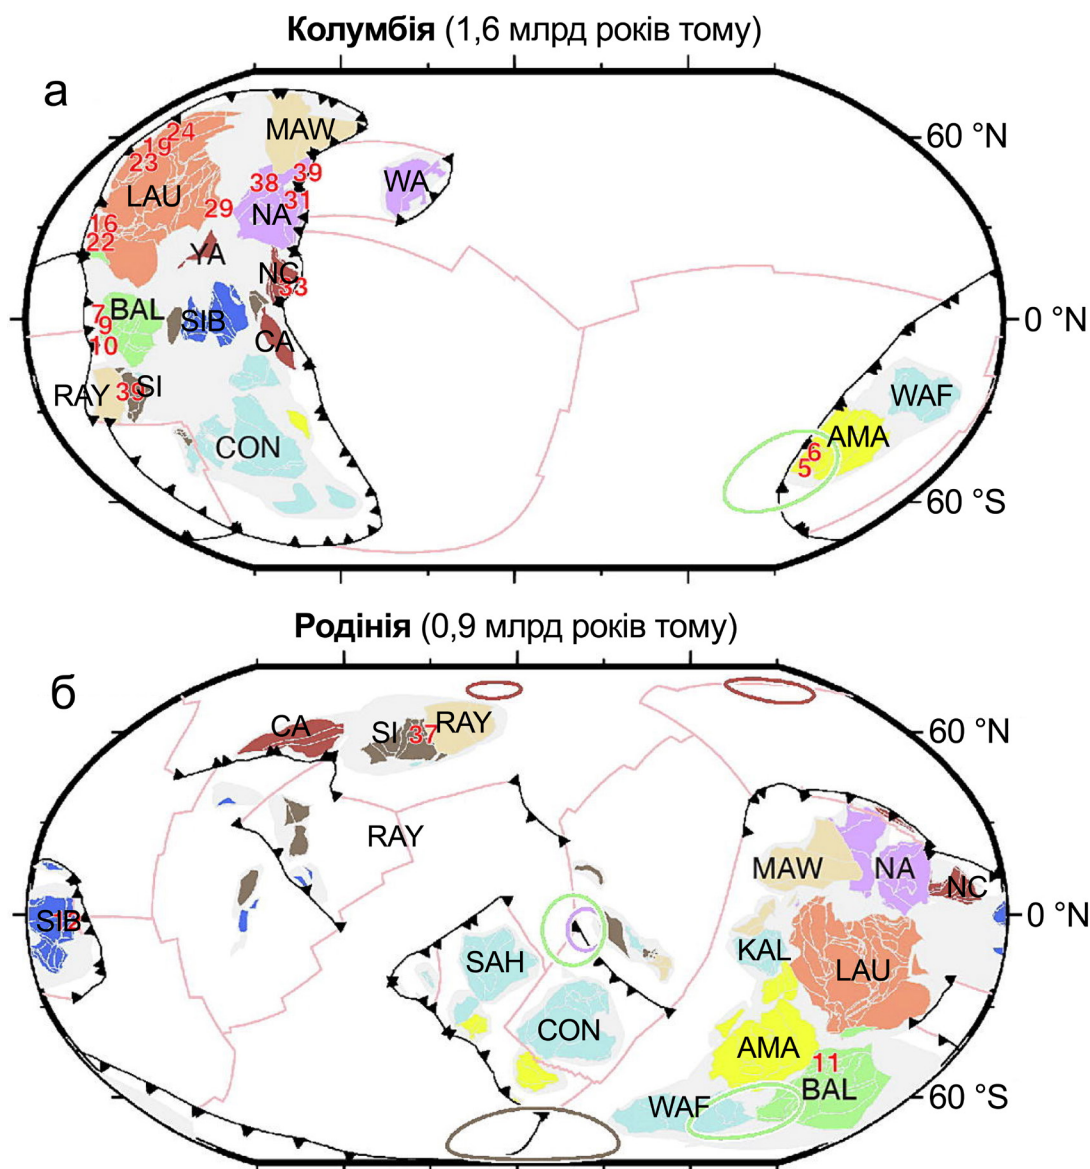 Колумбія (1,6 млрд років тому)
а
60 °N
MAW
24
19
23
39
38
WA
LAU
29
NA
31
16
22
YA
NC
33
7
9
BAL
SIB
0 °N
10
CA
RAY
39
SI
WAF
CON
AMA
6
5
60 °S
Родінія (0,9 млрд років тому)
б
CA
SI
37
RAY
60 °N
RAY
MAW
NA
NC
SIB
0 °N
SAH
KAL
LAU
CON
AMA
11
BAL
WAF
60 °S